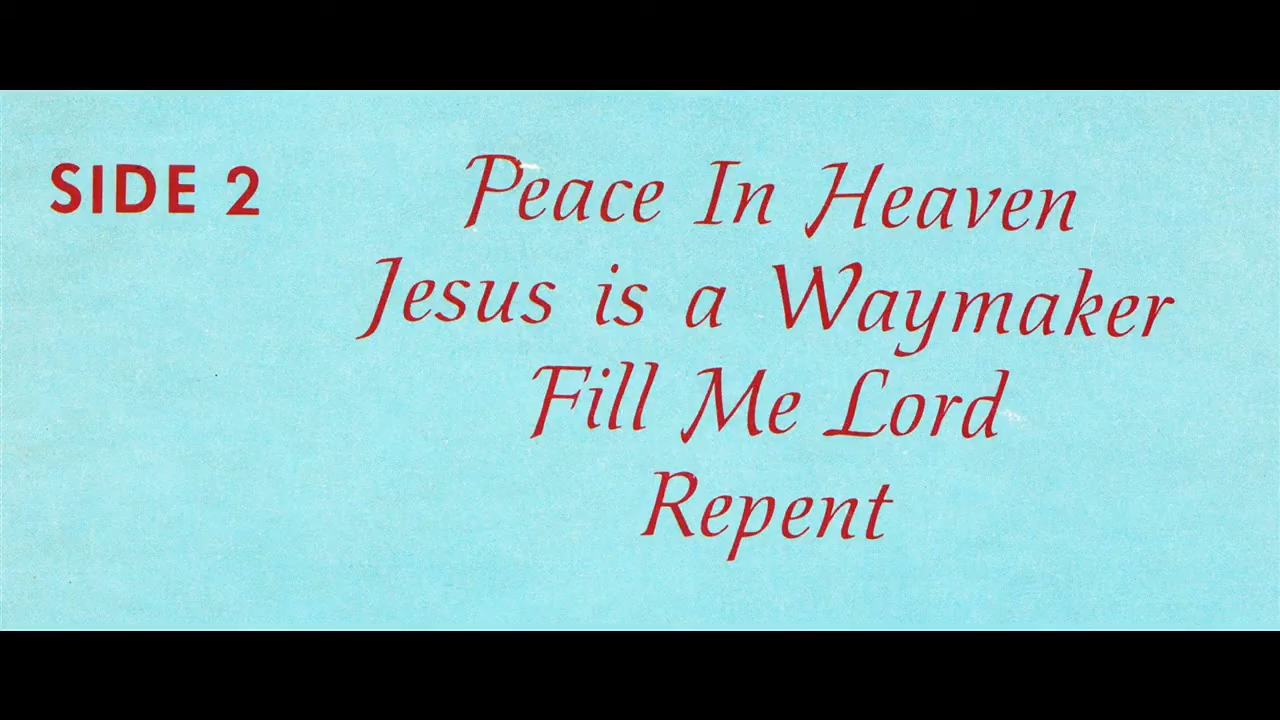 SIDE 2
Peace In Heaven
Jesus is a Waymaker
Fill Me Lord
Repent